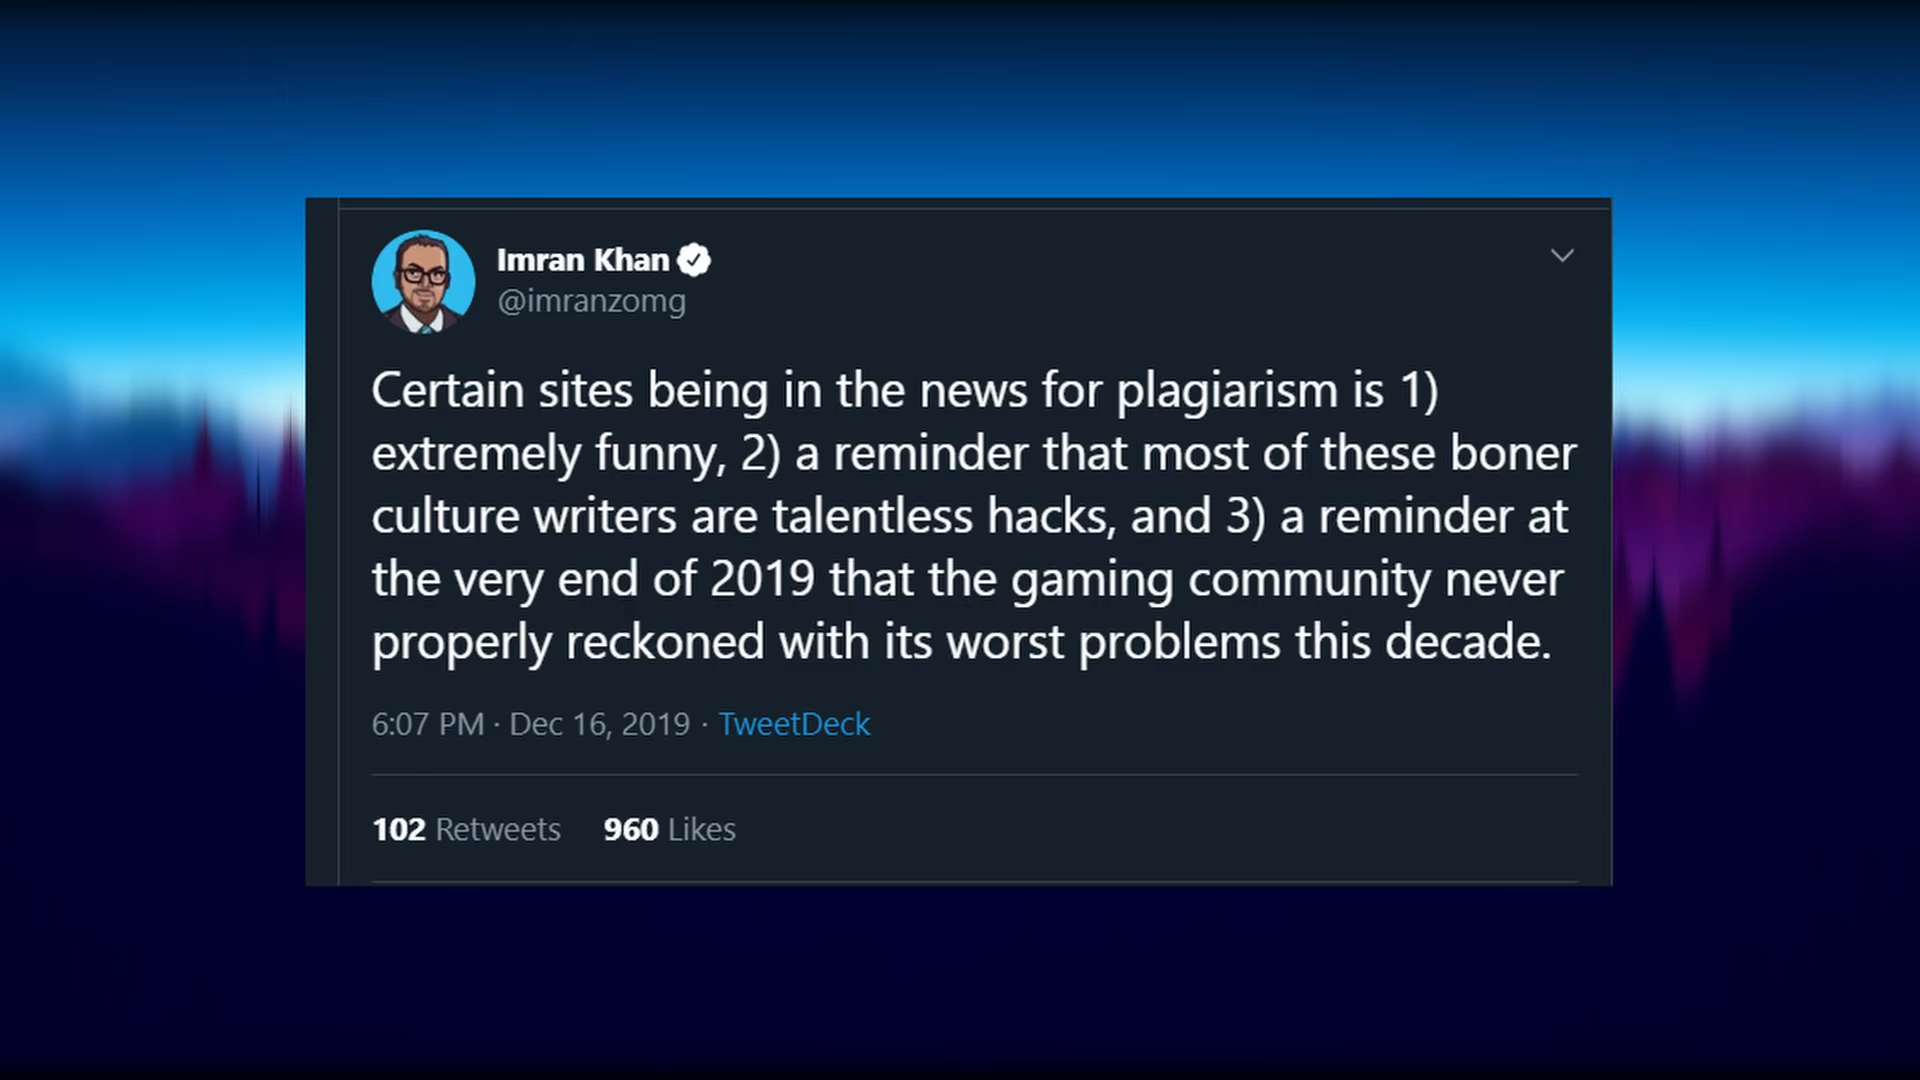 Imran Khan
@imranzomg
Certain sites being in the news for plagiarism is 1)
extremely funny, 2) a reminder that most of these boner
culture writers are talentless hacks, and 3) a reminder at
the very end of 2019 that the gaming community never
properly reckoned with its worst problems this decade.
6:07 PM · Dec 16, 2019 · TweetDeck
102 Retweets 960 Likes